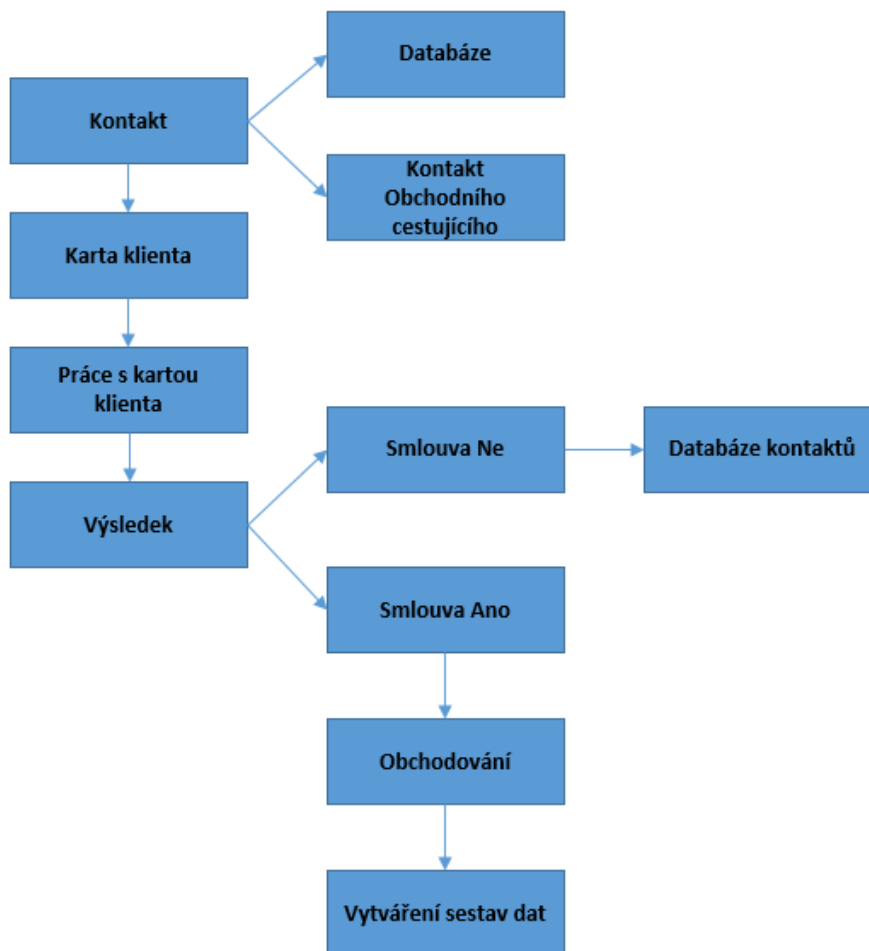 Databáze
Kontakt
Kontakt
Obchodního
cestujícího
Karta klienta
Práce s kartou
klienta
Smlouva Ne
Databáze kontaktů
Výsledek
Smlouva Ano
Obchodování
Vytváření sestav dat